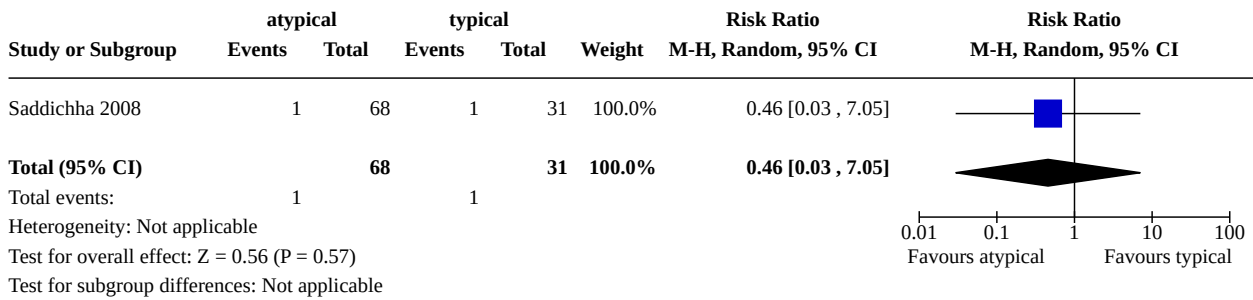 atypical typical Risk Ratio Risk Ratio
Study or Subgroup Events Total Events Total Weight M-H, Random, 95% CI M-H, Random, 95% CI
Saddichha 2008 1 68 1 31 100.0% 0.46 [0.03 , 7.05]
Total (95% CI) 68 31 100.0% 0.46 [0.03 , 7.05]
Total events: 1 1
Heterogeneity: Not applicable
0.01 0.1 1 10 100
Test for overall effect: Z = 0.56 (P = 0.57)
Favours atypical Favours typical
Test for subgroup differences: Not applicable